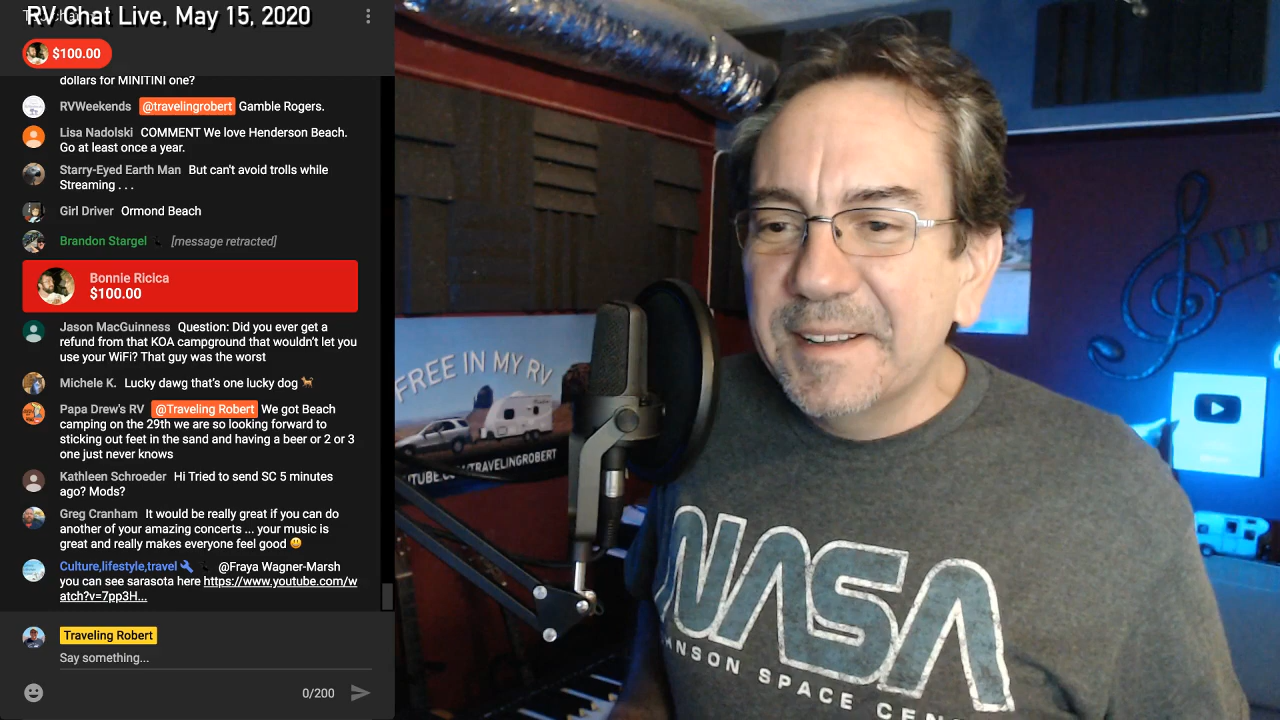 RV Chat Live, May 15, 2020
$100.00
dollars for MINITINI one?
RVWeekends @travelingrobert Gamble Rogers.
Lisa Nadolski COMMENT We love Henderson Beach.
Go at least once a year.
Starry-Eyed Earth Man But can't avoid trolls while
Streaming . . .
Girl Driver Ormond Beach
Brandon Stargel [message retracted]
Bonnie Ricica
$100.00
Jason MacGuinness Question: Did you ever get a
refund from that KOA campground that wouldn't let you
use your WiFi? That guy was the worst
Michele K. Lucky dawg that's one lucky dog 🐕
Papa Drew's RV @Traveling Robert We got Beach
camping on the 29th we are so looking forward to
sticking out feet in the sand and having a beer or 2 or 3
one just never knows
Kathleen Schroeder Hi Tried to send SC 5 minutes
ago? Mods?
Greg Cranham It would be really great if you can do
another of your amazing concerts ... your music is
great and really makes everyone feel good 😃
Culture,lifestyle,travel @Fraya Wagner-Marsh
you can see sarasota here https://www.youtube.com/w
atch?v=7pp3H...
Traveling Robert
Say something...
0/200
FREE IN MY RV
TUBE.COM/TRAVELINGROBERT
NASA
ANSON SPACE CEN